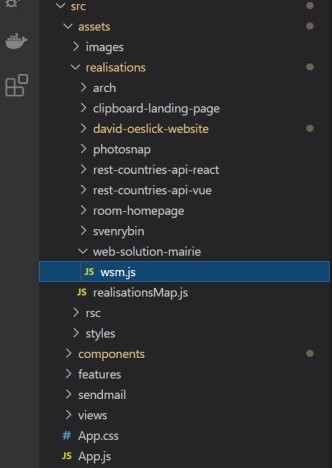 src
assets
images
realisations
arch
clipboard-landing-page
david-oeslick-website
photosnap
rest-countries-api-react
rest-countries-api-vue
room-homepage
svenrybin
web-solution-mairie
JS wsm.js
JS realisationsMap.js
rsc
styles
components
features
sendmail
views
# App.css
JS App.js